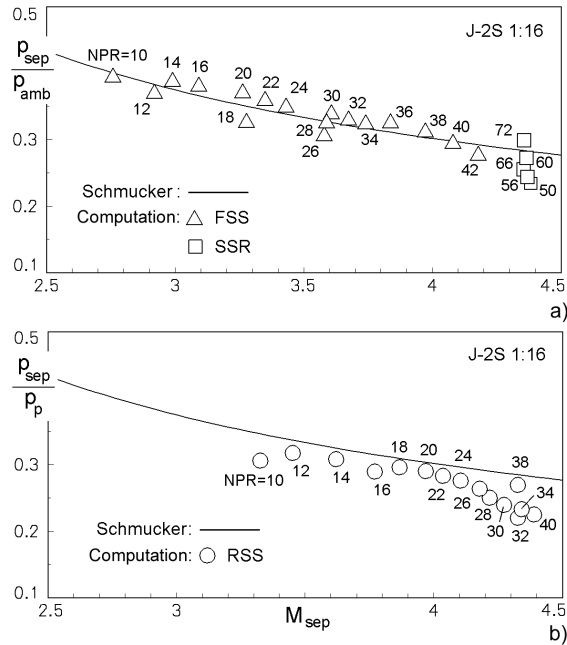 0.5
J-2S 1:16
p_sep
p_amb
NPR=10
14
16
20
22
24
30
32
36
38
40
72
12
18
28
26
34
42
66
60
56
50
0.3
0.2
0.1
Schmucker :
Computation: FSS
SSR
2.5 3 3.5 4 4.5
a)
0.5
J-2S 1:16
p_sep
p_p
18
20
24
38
NPR=10
12
14
16
22
26
28
30
32
34
40
0.3
0.2
0.1
Schmucker :
Computation: RSS
2.5 3 3.5 4 4.5
M_sep
b)